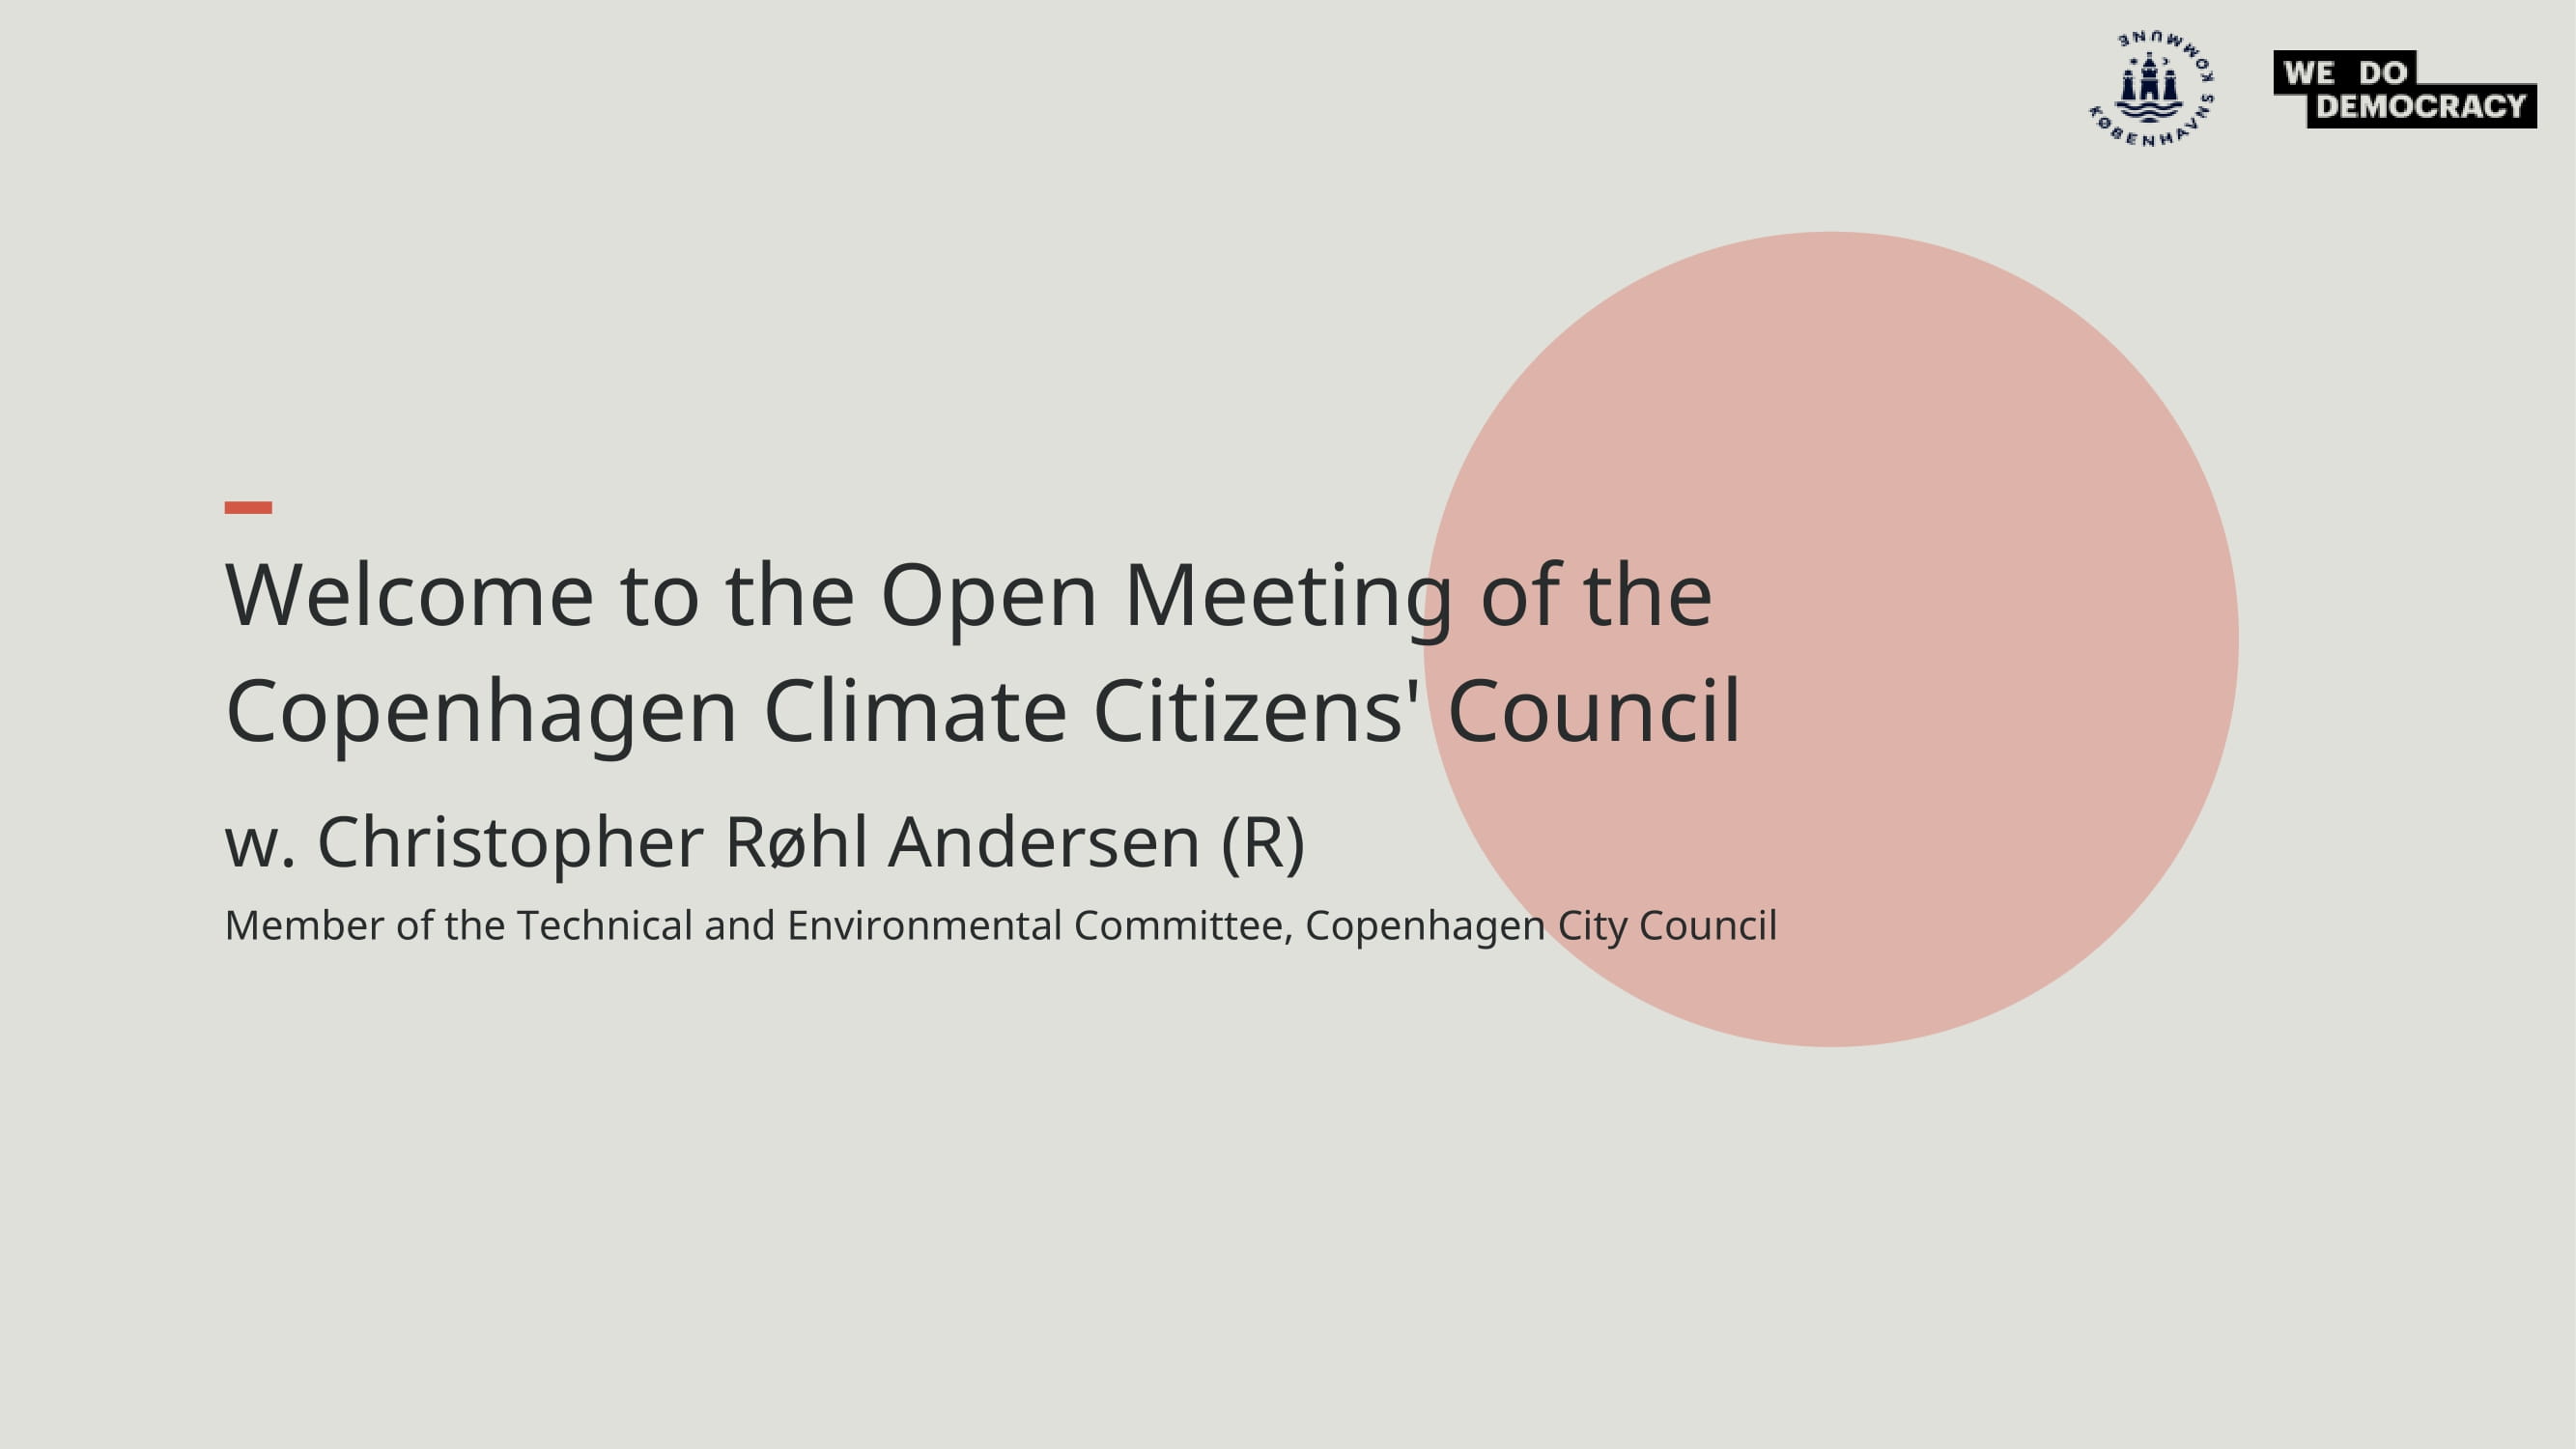 KØBENHAVNS KOMMUNE
WE DO
DEMOCRACY
Welcome to the Open Meeting of the
Copenhagen Climate Citizens' Council
w. Christopher Røhl Andersen (R)
Member of the Technical and Environmental Committee, Copenhagen City Council